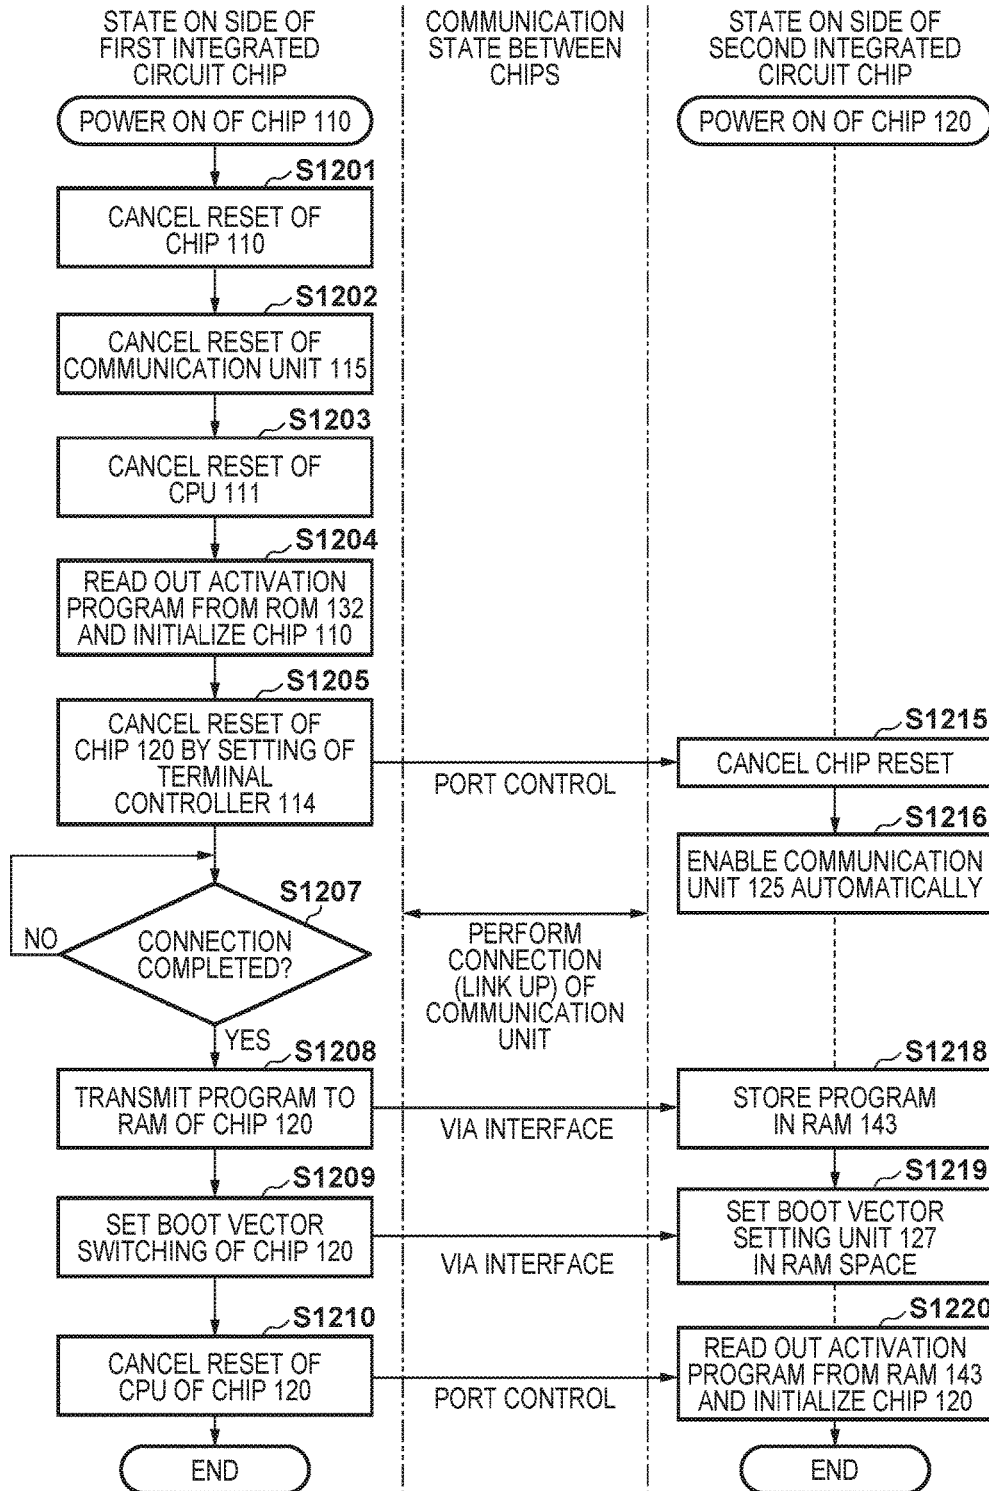 STATE ON SIDE OF
FIRST INTEGRATED
CIRCUIT CHIP
COMMUNICATION
STATE BETWEEN
CHIPS
STATE ON SIDE OF
SECOND INTEGRATED
CIRCUIT CHIP
POWER ON OF CHIP 110
POWER ON OF CHIP 120
S1201
CANCEL RESET OF
CHIP 110
S1202
CANCEL RESET OF
COMMUNICATION UNIT 115
S1203
CANCEL RESET OF
CPU 111
S1204
READ OUT ACTIVATION
PROGRAM FROM ROM 132
AND INITIALIZE CHIP 110
S1205
CANCEL RESET OF
CHIP 120 BY SETTING OF
TERMINAL
CONTROLLER 114
PORT CONTROL
S1215
CANCEL CHIP RESET
S1216
ENABLE COMMUNICATION
UNIT 125 AUTOMATICALLY
S1207
CONNECTION
COMPLETED?
NO
YES
PERFORM
CONNECTION
(LINK UP) OF
COMMUNICATION
UNIT
S1208
TRANSMIT PROGRAM TO
RAM OF CHIP 120
VIA INTERFACE
S1218
STORE PROGRAM
IN RAM 143
S1209
SET BOOT VECTOR
SWITCHING OF CHIP 120
VIA INTERFACE
S1219
SET BOOT VECTOR
SETTING UNIT 127
IN RAM SPACE
S1210
CANCEL RESET OF
CPU OF CHIP 120
PORT CONTROL
S1220
READ OUT ACTIVATION
PROGRAM FROM RAM 143
AND INITIALIZE CHIP 120
END
END